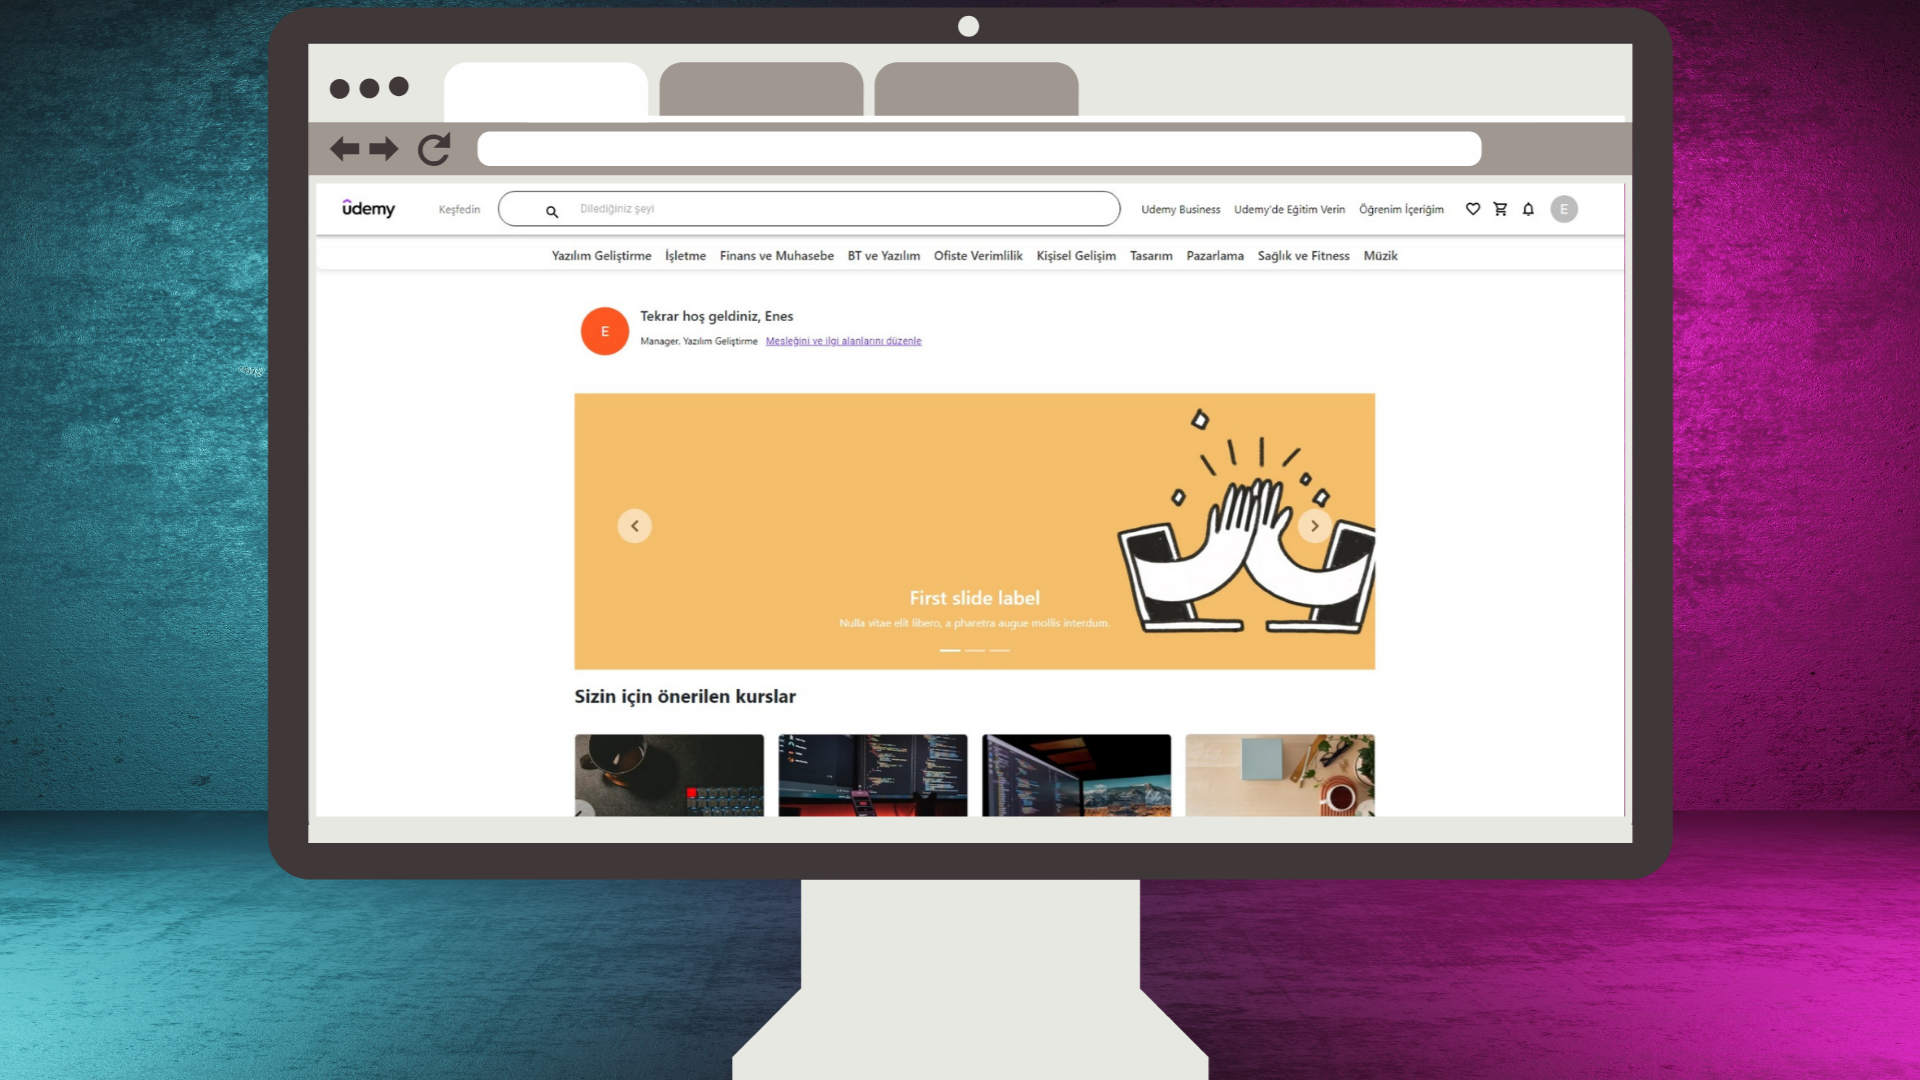 ûdemy Keşfedin Dilediğiniz şeyi Udemy Business Udemy'de Eğitim Verin Öğrenim İçeriğim E
Yazılım Geliştirme İşletme Finans ve Muhasebe BT ve Yazılım Ofiste Verimlilik Kişisel Gelişim Tasarım Pazarlama Sağlık ve Fitness Müzik
E
Tekrar hoş geldiniz, Enes
Manager. Yazılım Geliştirme Mesleğini ve ilgi alanlarını düzenle
First slide label
Nulla vitae elit libero, a pharetra augue mollis interdum.
Sizin için önerilen kurslar